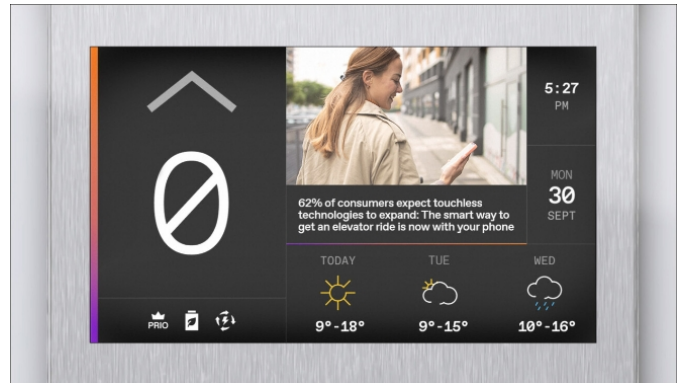 0
PRIO
62% of consumers expect touchless
technologies to expand: The smart way to
get an elevator ride is now with your phone
5:27
PM
MON
30
SEPT
TODAY
TUE
WED
9°-18°
9°-15°
10°-16°